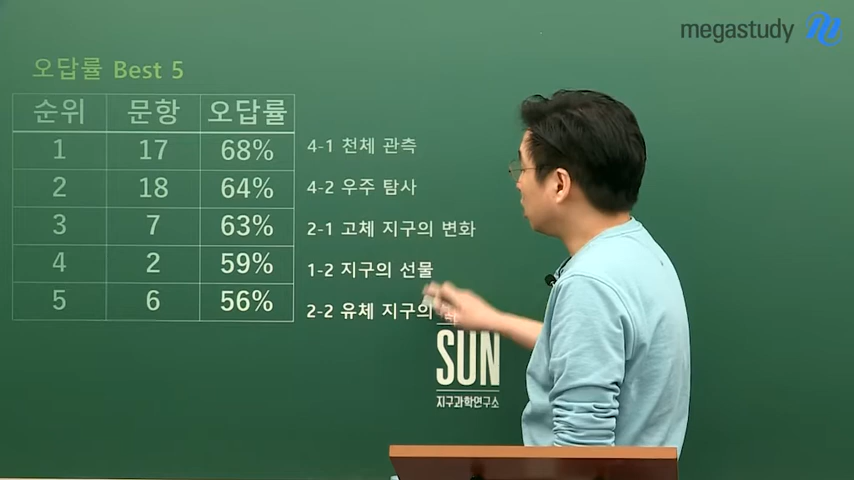 megastudy
오답률 Best 5
순위 문항 오답률
1 17 68% 4-1 천체 관측
2 18 64% 4-2 우주 탐사
3 7 63% 2-1 고체 지구의 변화
4 2 59% 1-2 지구의 선물
5 6 56% 2-2 유체 지구의
SUN
지구과학연구소